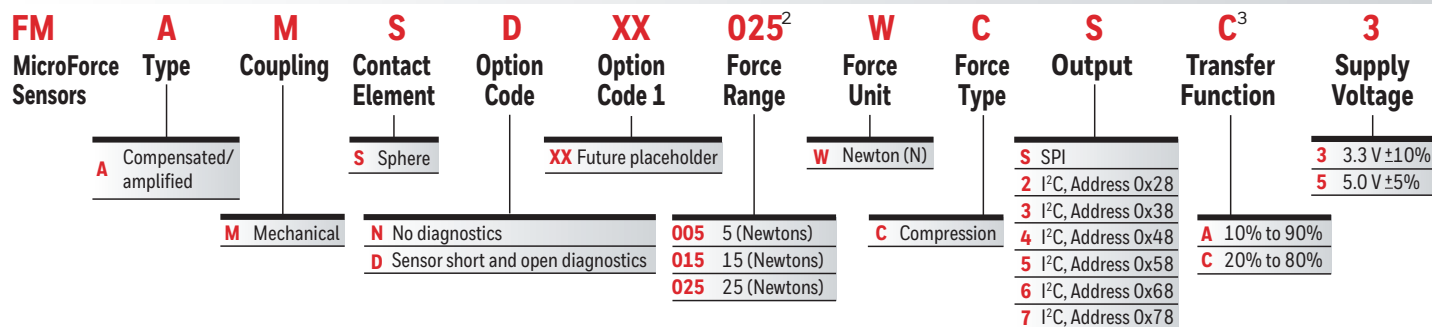 FM A M S D XX 025² W C S C³ 3
MicroForce Sensors Type Coupling Contact Element Option Code Option Code 1 Force Range Force Unit Force Type Output Transfer Function Supply Voltage
A Compensated/ amplified
M Mechanical
S Sphere
N No diagnostics
D Sensor short and open diagnostics
XX Future placeholder
005 5 (Newtons)
015 15 (Newtons)
025 25 (Newtons)
W Newton (N)
C Compression
S SPI
2 I²C, Address 0x28
3 I²C, Address 0x38
4 I²C, Address 0x48
5 I²C, Address 0x58
6 I²C, Address 0x68
7 I²C, Address 0x78
A 10% to 90%
C 20% to 80%
3 3.3 V ±10%
5 5.0 V ±5%